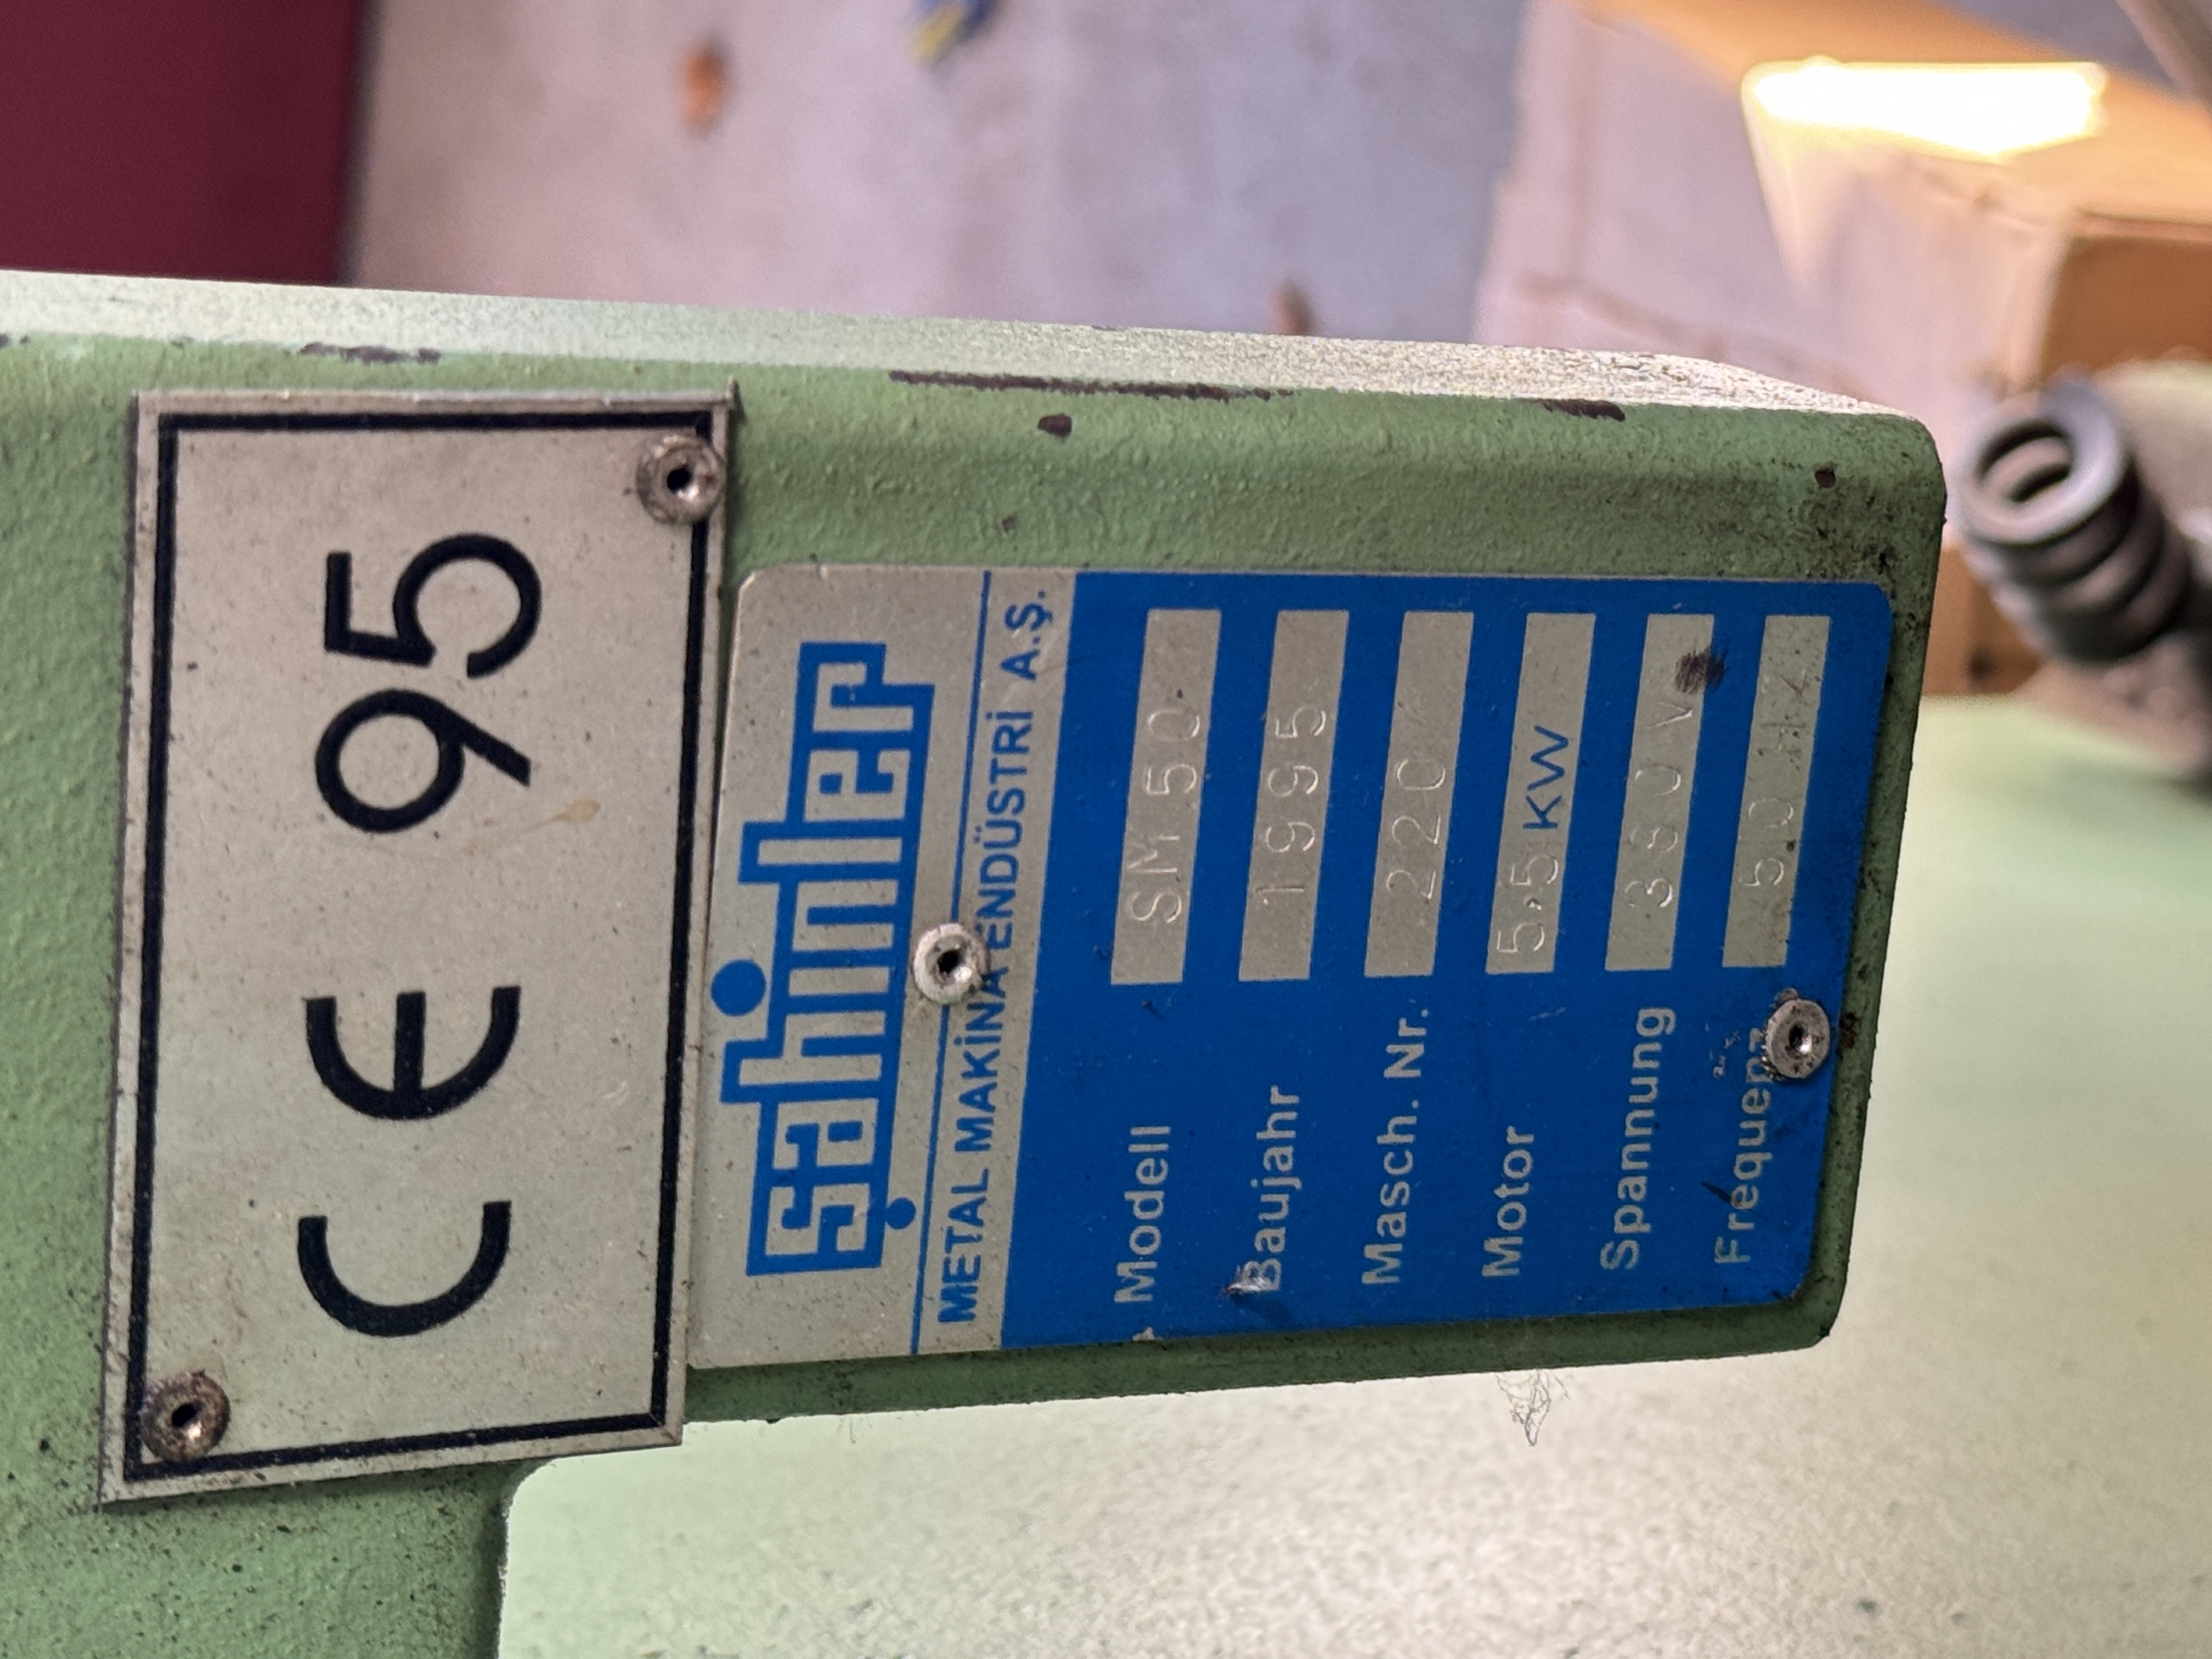 CE 95
şahinler
METAL MAKİNA ENDÜSTRİ A.Ş.
Modell SM 50
Baujahr 1995
Masch. Nr. 220
Motor 5,5 KW
Spannung 380 V
Frequenz 50 HZ